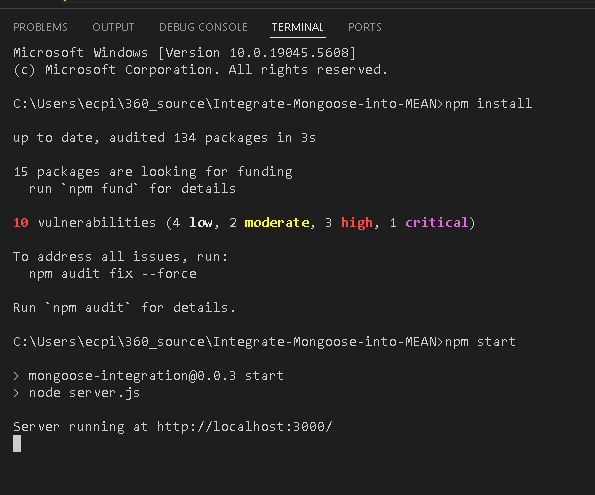 PROBLEMS OUTPUT DEBUG CONSOLE TERMINAL PORTS
Microsoft Windows [Version 10.0.19045.5608]
(c) Microsoft Corporation. All rights reserved.
C:\Users\ecpi\360_source\Integrate-Mongoose-into-MEAN>npm install
up to date, audited 134 packages in 3s
15 packages are looking for funding
  run `npm fund` for details
10 vulnerabilities (4 low, 2 moderate, 3 high, 1 critical)
To address all issues, run:
  npm audit fix --force
Run `npm audit` for details.
C:\Users\ecpi\360_source\Integrate-Mongoose-into-MEAN>npm start
> mongoose-integration@0.0.3 start
> node server.js
Server running at http://localhost:3000/